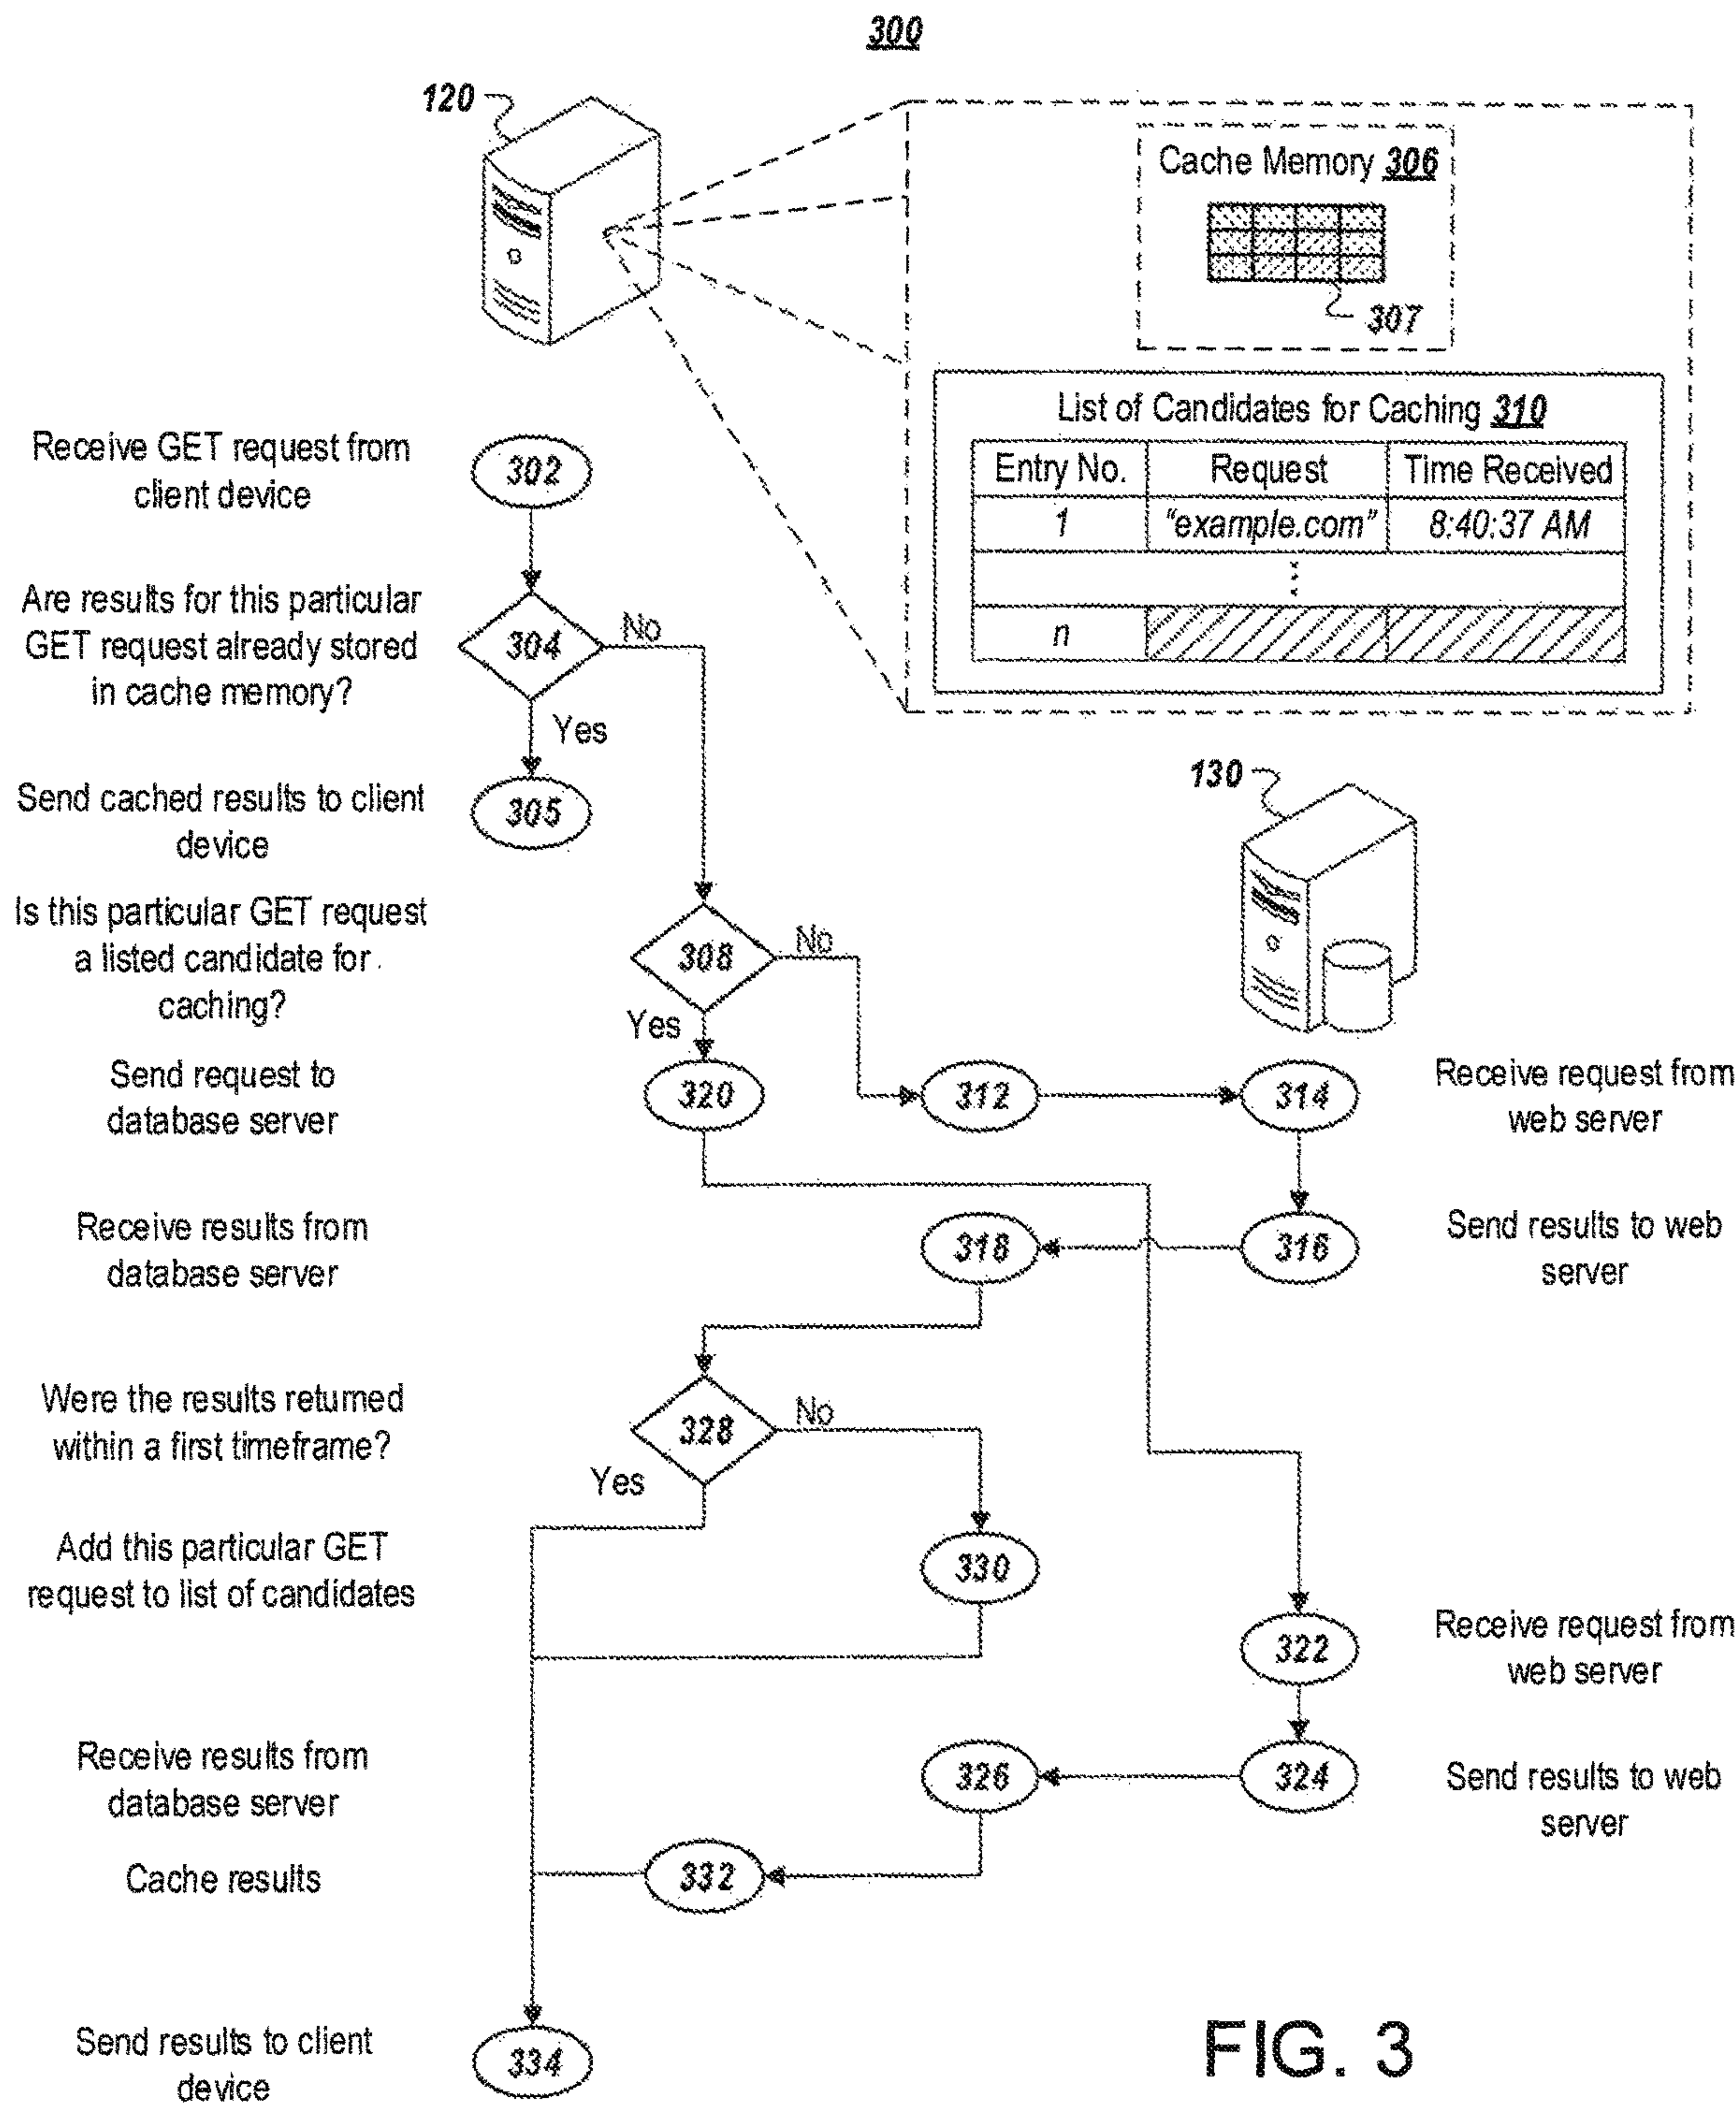 300
120
Cache Memory 306
307
List of Candidates for Caching 310
Entry No. Request Time Received
1 "example.com" 8:40:37 AM
n
Receive GET request from
client device
302
Are results for this particular
GET request already stored
in cache memory?
304
No
Yes
Send cached results to client
device
305
130
Is this particular GET request
a listed candidate for
caching?
308
No
Yes
Send request to
database server
320
312
314
Receive request from
web server
Receive results from
database server
318
316
Send results to web
server
Were the results returned
within a first timeframe?
328
No
Yes
Add this particular GET
request to list of candidates
330
322
Receive request from
web server
Receive results from
database server
326
324
Send results to web
server
Cache results
332
Send results to client
device
334
FIG. 3